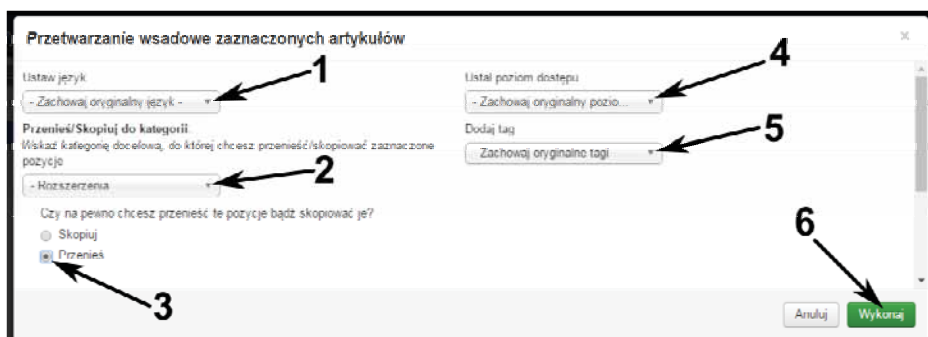 Przetwarzanie wsadowe zaznaczonych artykułów
×
Ustaw język
1
- Zachowaj oryginalny język -
Przenieś/Skopiuj do kategorii.
Wskaż kategorię docelową, do której chcesz przenieść/skopiować zaznaczone
pozycje
2
- Rozszerzenia
Czy na pewno chcesz przenieść te pozycje bądź skopiować je?
Skopiuj
Przenieś
3
Ustal poziom dostępu
4
- Zachowaj oryginalny pozio...
Dodaj tag
5
Zachowaj oryginalne tagi
6
Anuluj
Wykonaj